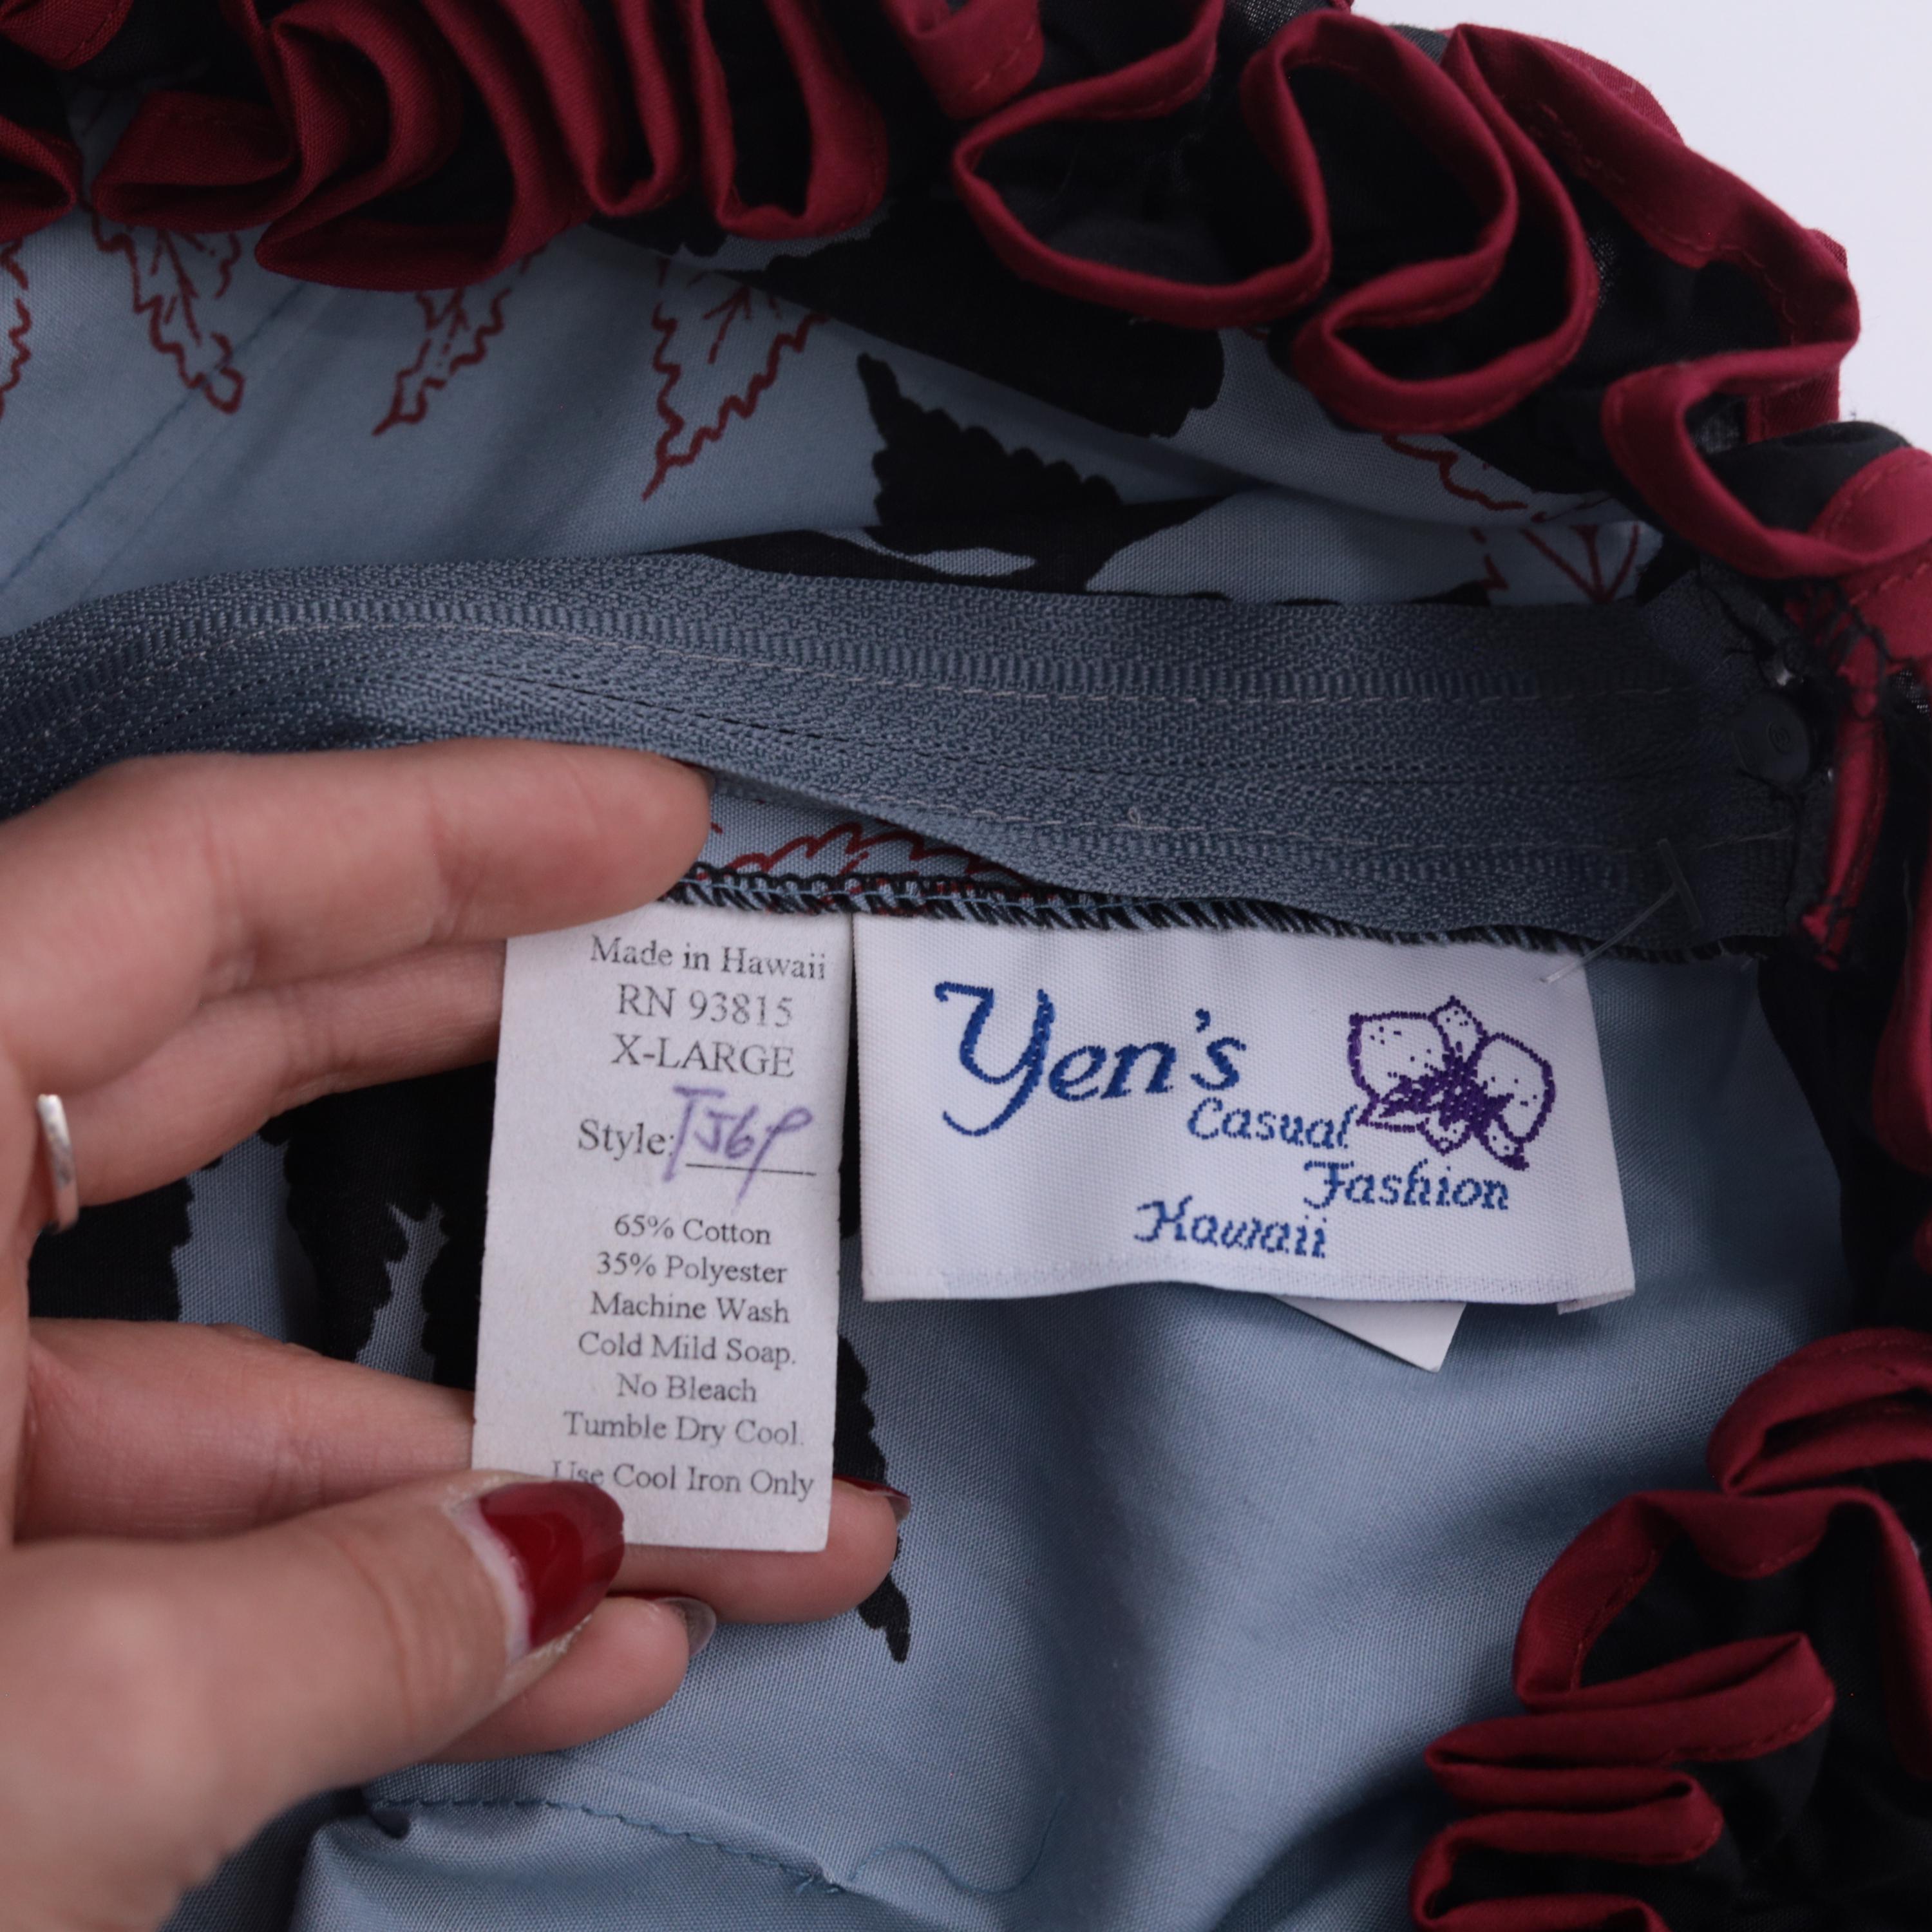 Made in Hawaii
RN 93815
X-LARGE
Style: TJ6P
65% Cotton
35% Polyester
Machine Wash
Cold Mild Soap.
No Bleach
Tumble Dry Cool.
Use Cool Iron Only
Yen's
Casual
Fashion
Hawaii